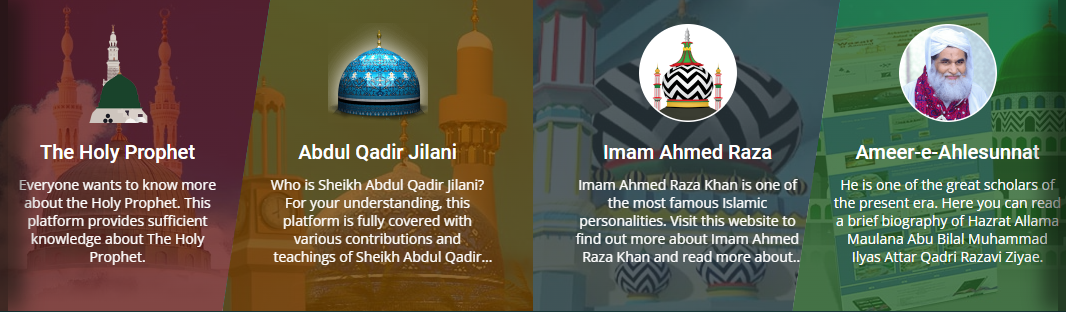 The Holy Prophet
Everyone wants to know more
about the Holy Prophet. This
platform provides sufficient
knowledge about The Holy
Prophet.
Abdul Qadir Jilani
Who is Sheikh Abdul Qadir Jilani?
For your understanding, this
platform is fully covered with
various contributions and
teachings of Sheikh Abdul Qadir...
Imam Ahmed Raza
Imam Ahmed Raza Khan is one of
the most famous Islamic
personalities. Visit this website to
find out more about Imam Ahmed
Raza Khan and read more about..
Ameer-e-Ahlesunnat
He is one of the great scholars of
the present era. Here you can read
a brief biography of Hazrat Allama
Maulana Abu Bilal Muhammad
Ilyas Attar Qadri Razavi Ziyae.